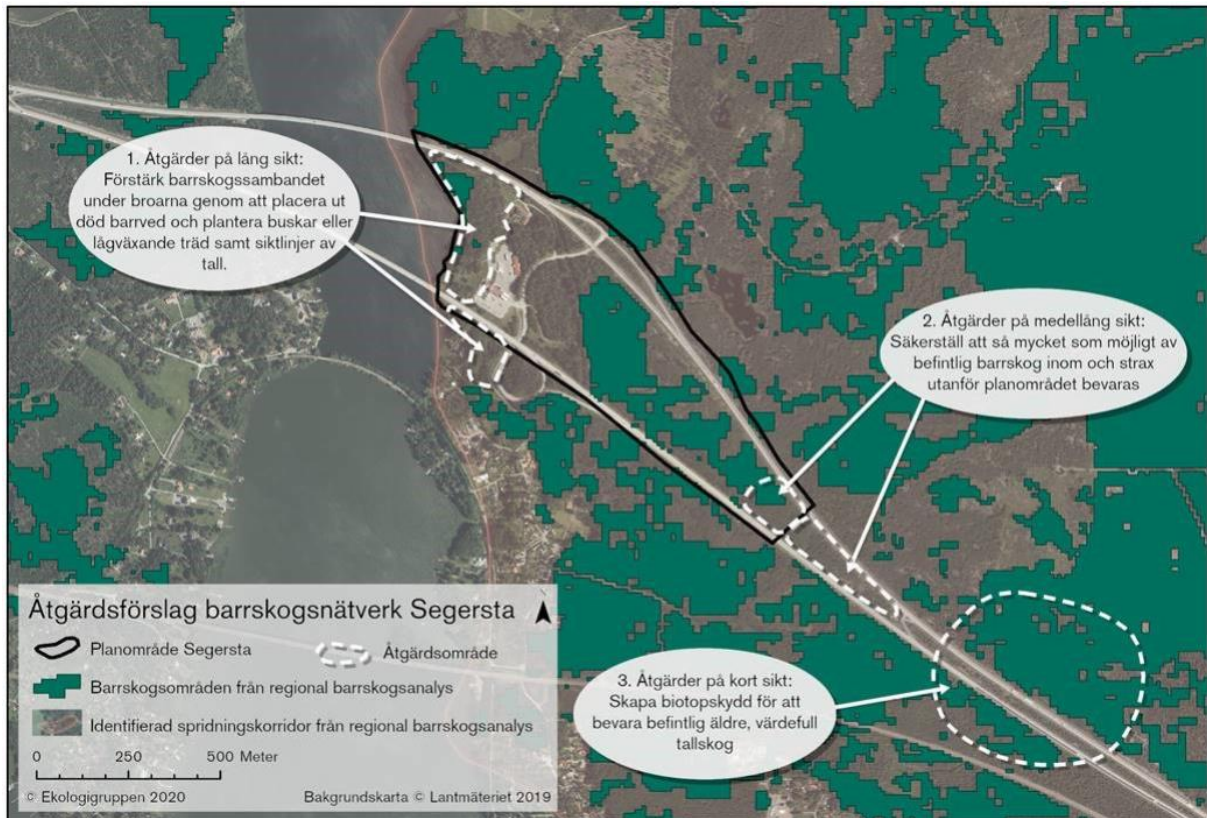 1. Åtgärder på lång sikt:
Förstärk barrskogssambandet
under broarna genom att placera ut
död barrved och plantera buskar eller
lågväxande träd samt siktlinjer av
tall.
2. Åtgärder på medellång sikt:
Säkerställ att så mycket som möjligt av
befintlig barrskog inom och strax
utanför planområdet bevaras
3. Åtgärder på kort sikt:
Skapa biotopskydd för att
bevara befintlig äldre, värdefull
tallskog
Åtgärdsförslag barrskogsnätverk Segersta
Planområde Segersta
Åtgärdsområde
Barrskogsområden från regional barrskogsanalys
Identifierad spridningskorridor från regional barrskogsanalys
0 250 500 Meter
© Ekologigruppen 2020
Bakgrundskarta © Lantmäteriet 2019